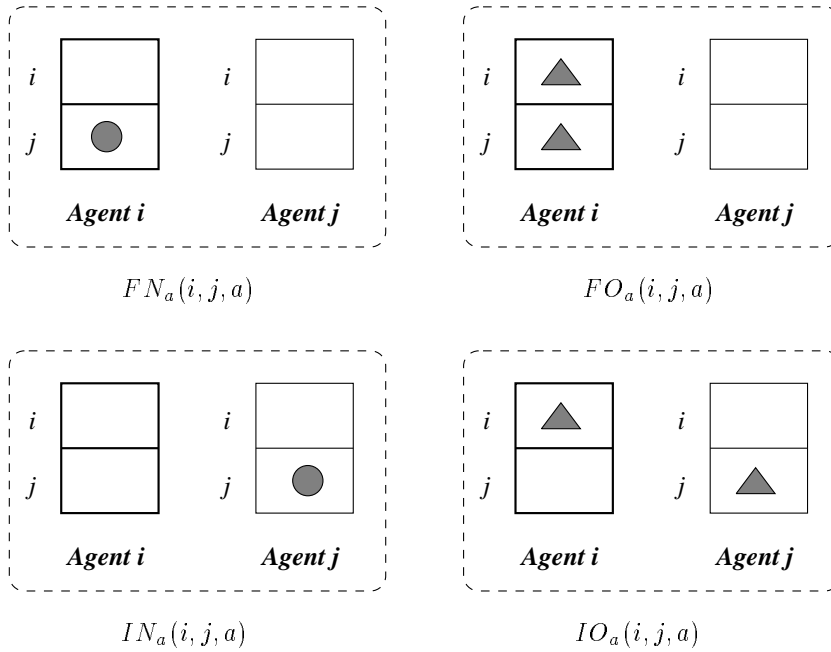 i i i i
j j j j
Agent i Agent j Agent i Agent j
FN_a(i, j, a) FO_a(i, j, a)
i i i i
j j j j
Agent i Agent j Agent i Agent j
IN_a(i, j, a) IO_a(i, j, a)